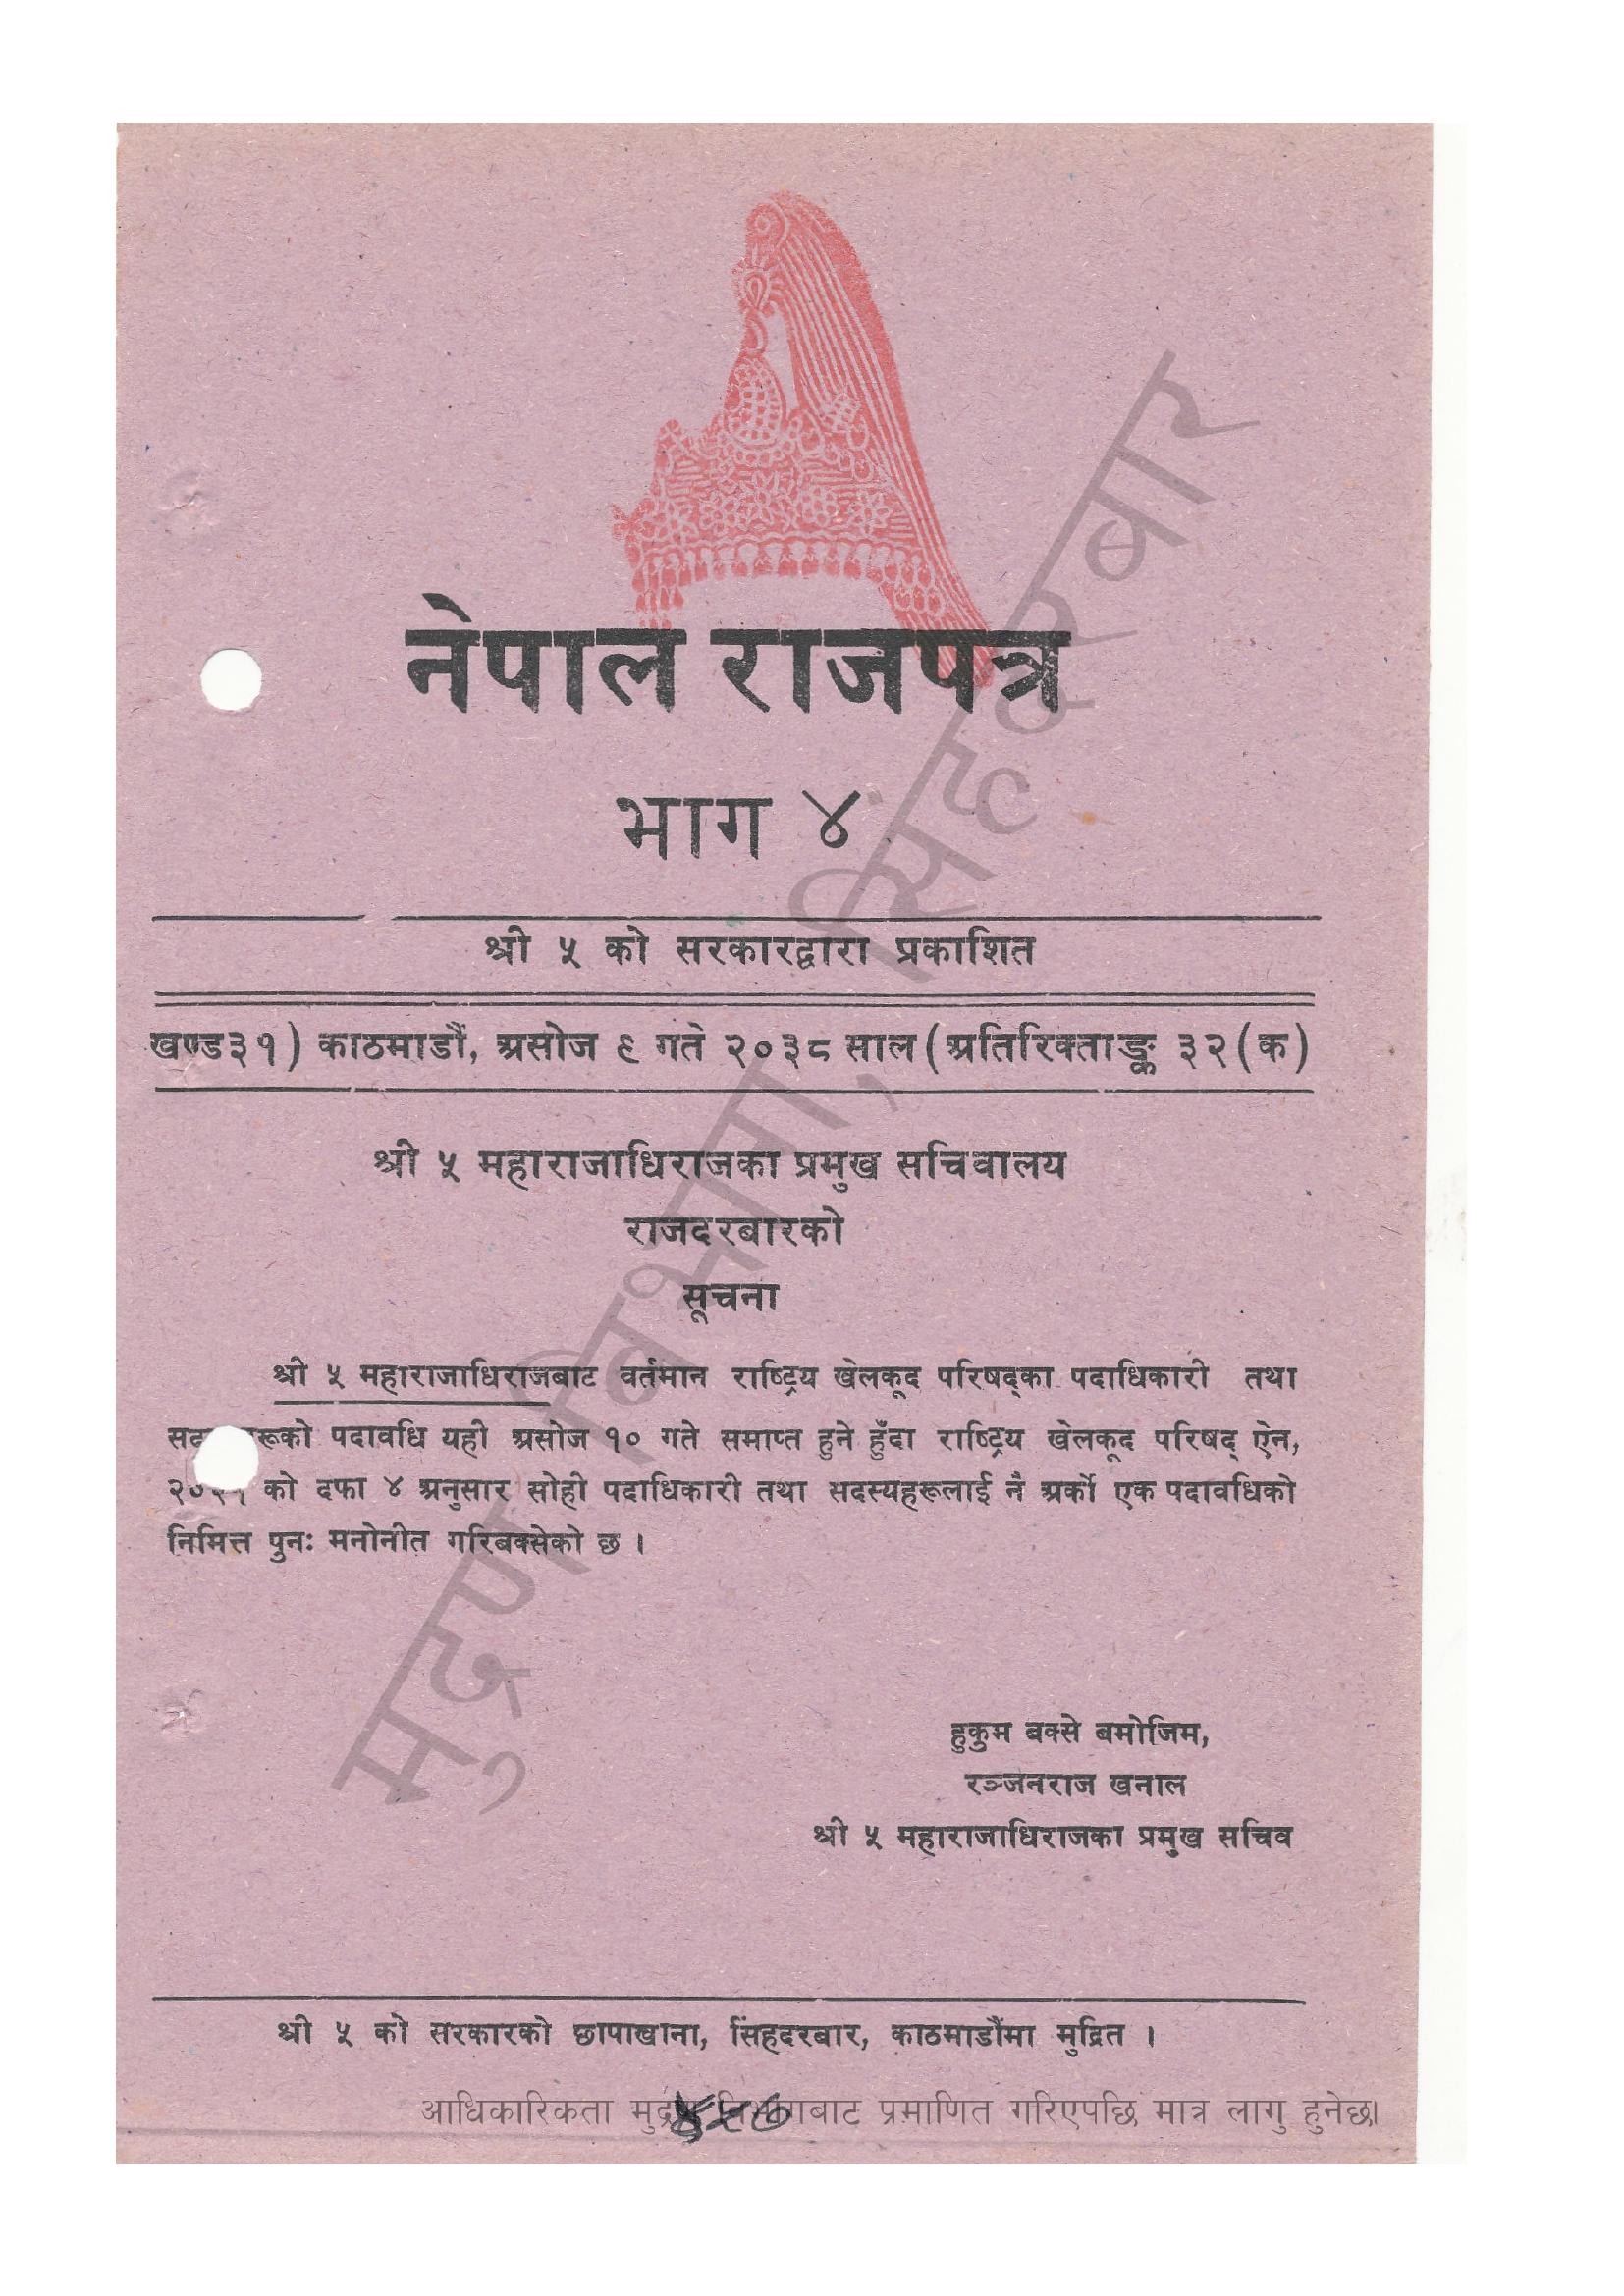 नेपाल राजपत्र
भाग ४
श्री ५ को सरकारद्वारा प्रकाशित
खण्ड३१) काठमाडौं, असोज ९ गते २०३८ साल (अतिरिक्ताङ्क ३२(क)
श्री ५ महाराजाधिराजका प्रमुख सचिवालय
राजदरबारको
सूचना
श्री ५ महाराजाधिराजबाट वर्तमान राष्ट्रिय खेलकूद परिषद्का पदाधिकारी तथा
पदावधि यही असोज १० गते समाप्त हुने हुँदा राष्ट्रिय खेलकूद परिषद् ऐन,
को दफा ४ अनुसार सोही पदाधिकारी तथा सदस्यहरूलाई नै अर्को एक पदावधिको
निमित्त पुनः मनोनीत गरिबक्सेको छ ।
हुकुम बक्से बमोजिम,
रञ्जनराज खनाल
श्री ५ महाराजाधिराजका प्रमुख सचिव
श्री ५ को सरकारको छापाखाना, सिंहदरबार, काठमाडौंमा मुद्रित ।
आधिकारिकता मुद्रण विभागबाट प्रमाणित गरिएपछि मात्र लागु हुनेछ।
मुद्रण विभाग, सिंहदरबार